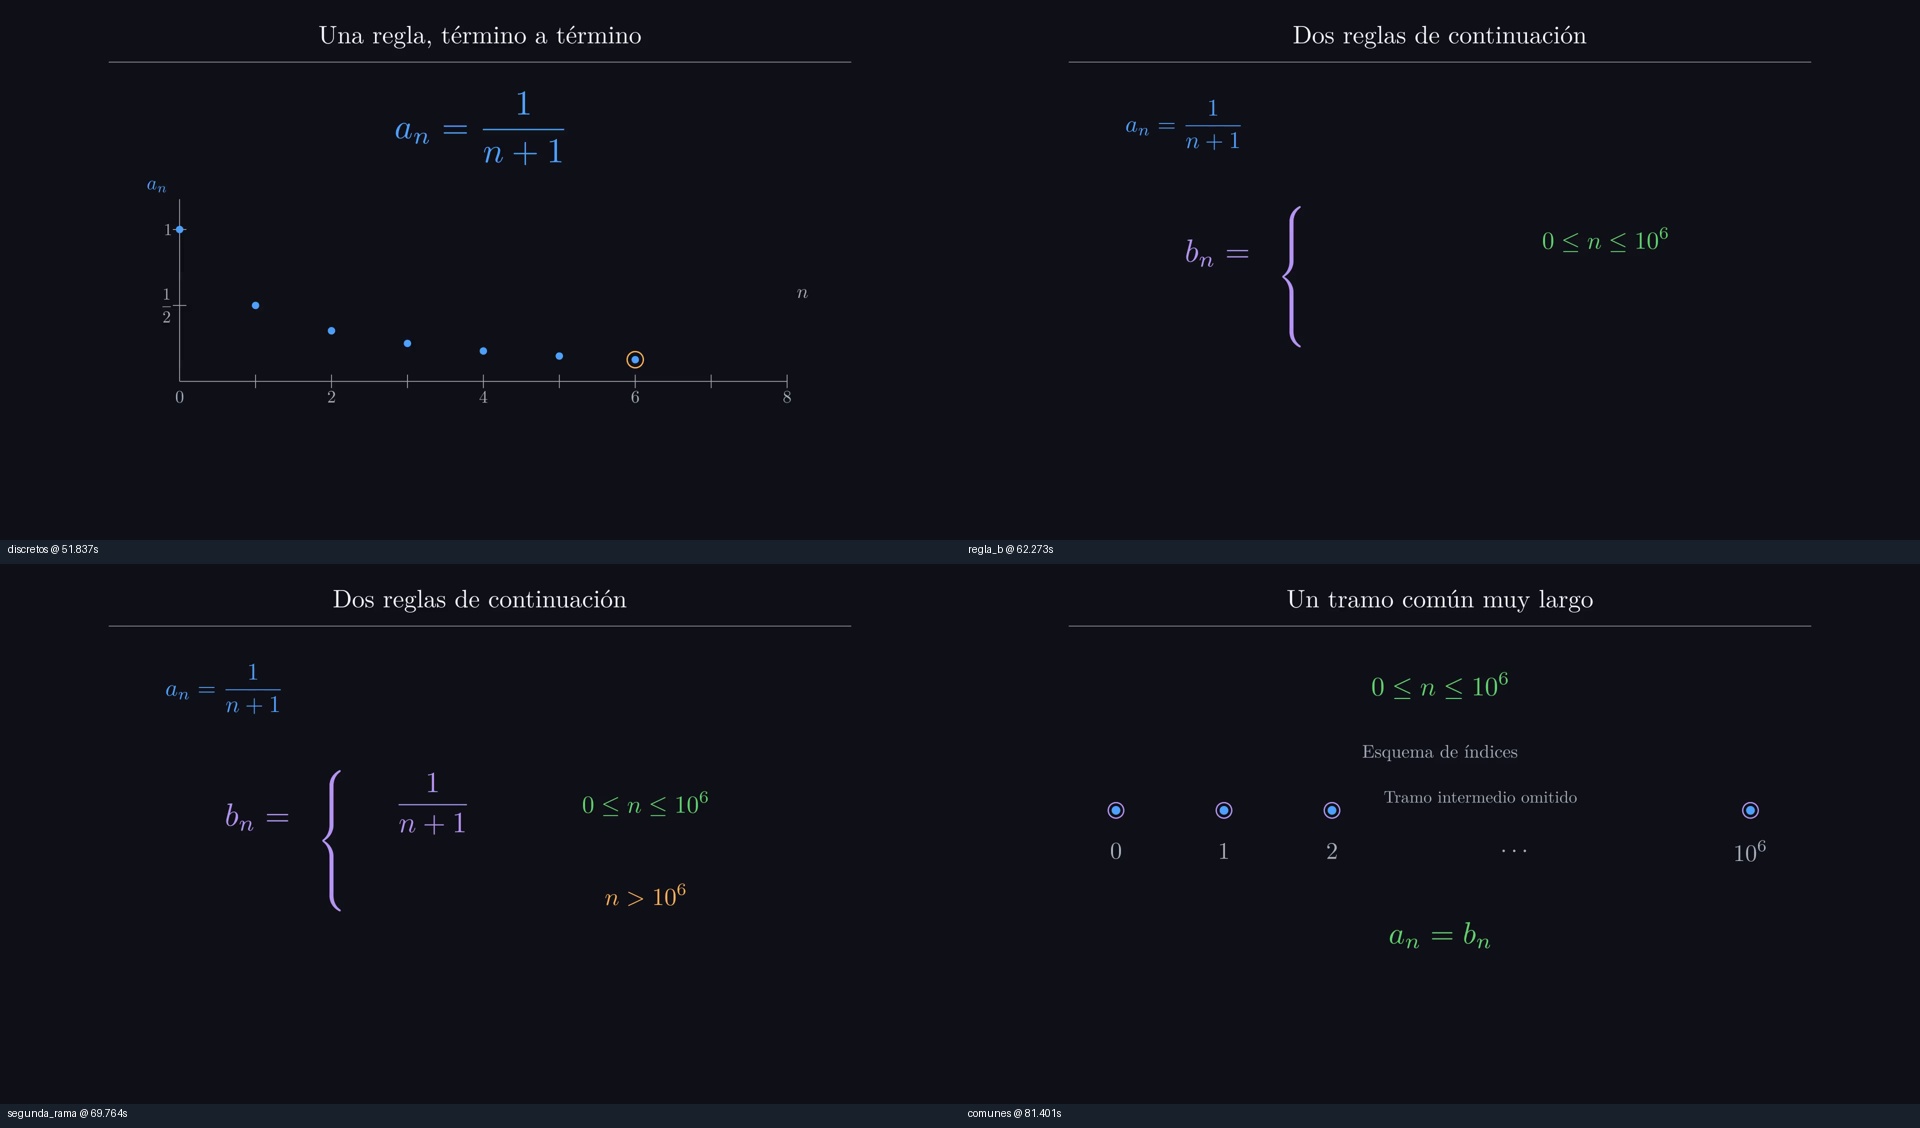 Una regla, término a término
a_n = 1/(n + 1)
a_n
1
1/2
n
0 2 4 6 8
discretos @ 51.837s
Dos reglas de continuación
a_n = 1/(n + 1)
b_n = {
0 ≤ n ≤ 10^6
regla_b @ 62.273s
Dos reglas de continuación
a_n = 1/(n + 1)
b_n = { 1/(n + 1) 0 ≤ n ≤ 10^6
n > 10^6
segunda_rama @ 69.764s
Un tramo común muy largo
0 ≤ n ≤ 10^6
Esquema de índices
Tramo intermedio omitido
0 1 2 ··· 10^6
a_n = b_n
comunes @ 81.401s